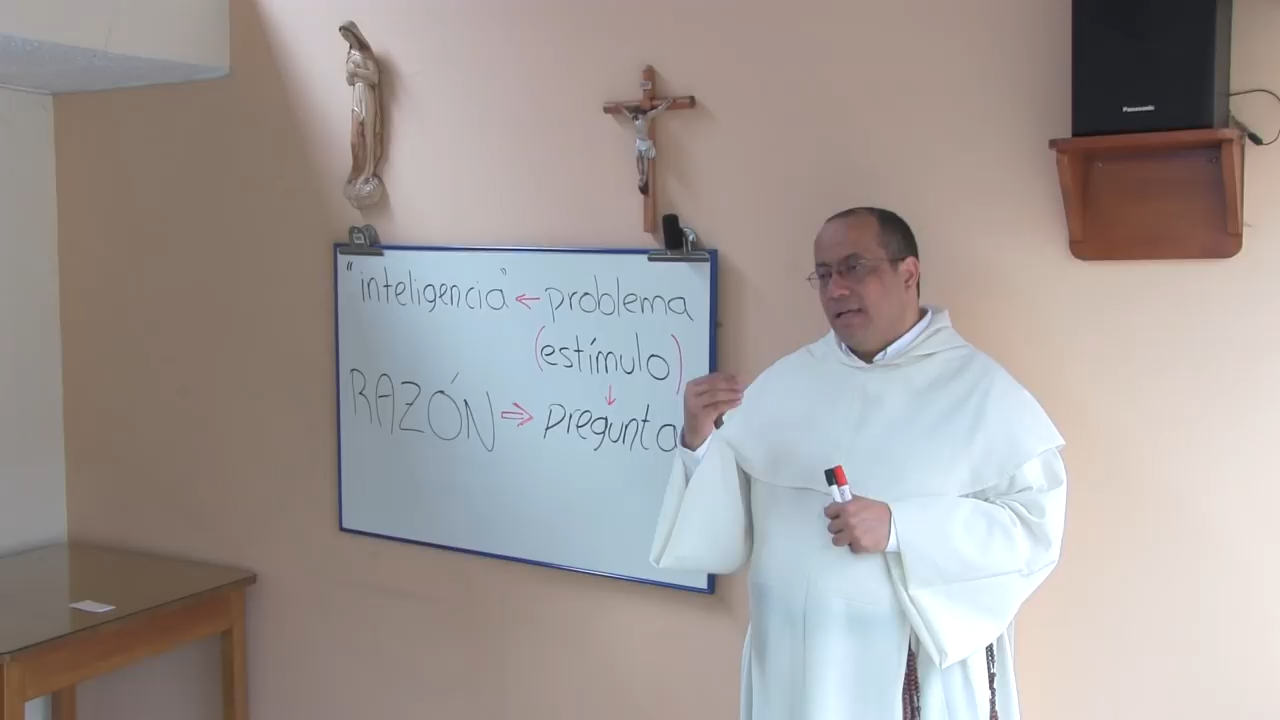 "inteligencia" ← problema
(estímulo)
↓
RAZÓN ⇒ pregunta
Panasonic